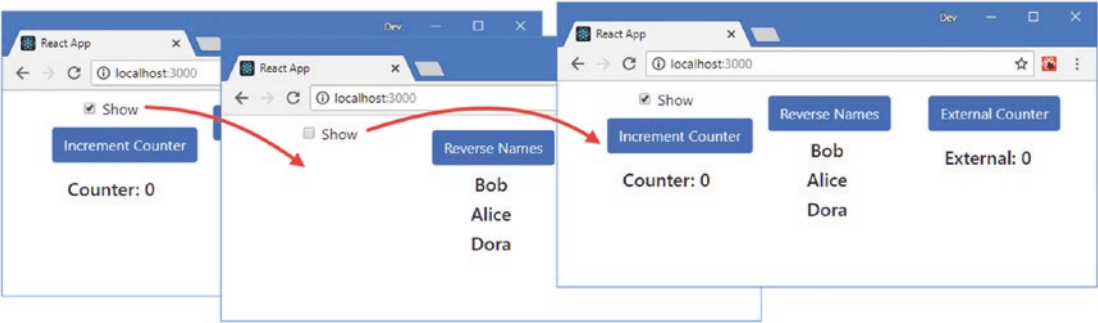 Dev
React App
localhost:3000
Show
Increment Counter
Counter: 0
Dev
React App
localhost:3000
Show
Reverse Names
Bob
Alice
Dora
Dev
React App
localhost:3000
Show
Increment Counter
Counter: 0
Reverse Names
Bob
Alice
Dora
External Counter
External: 0